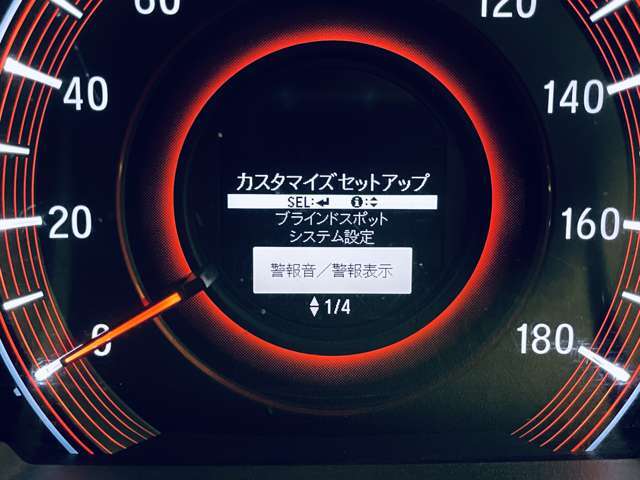 60
120
40
140
カスタマイズセットアップ
SEL:↵ ℹ:♦
ブラインドスポット
20
160
システム設定
警報音／警報表示
♦1/4
0
180